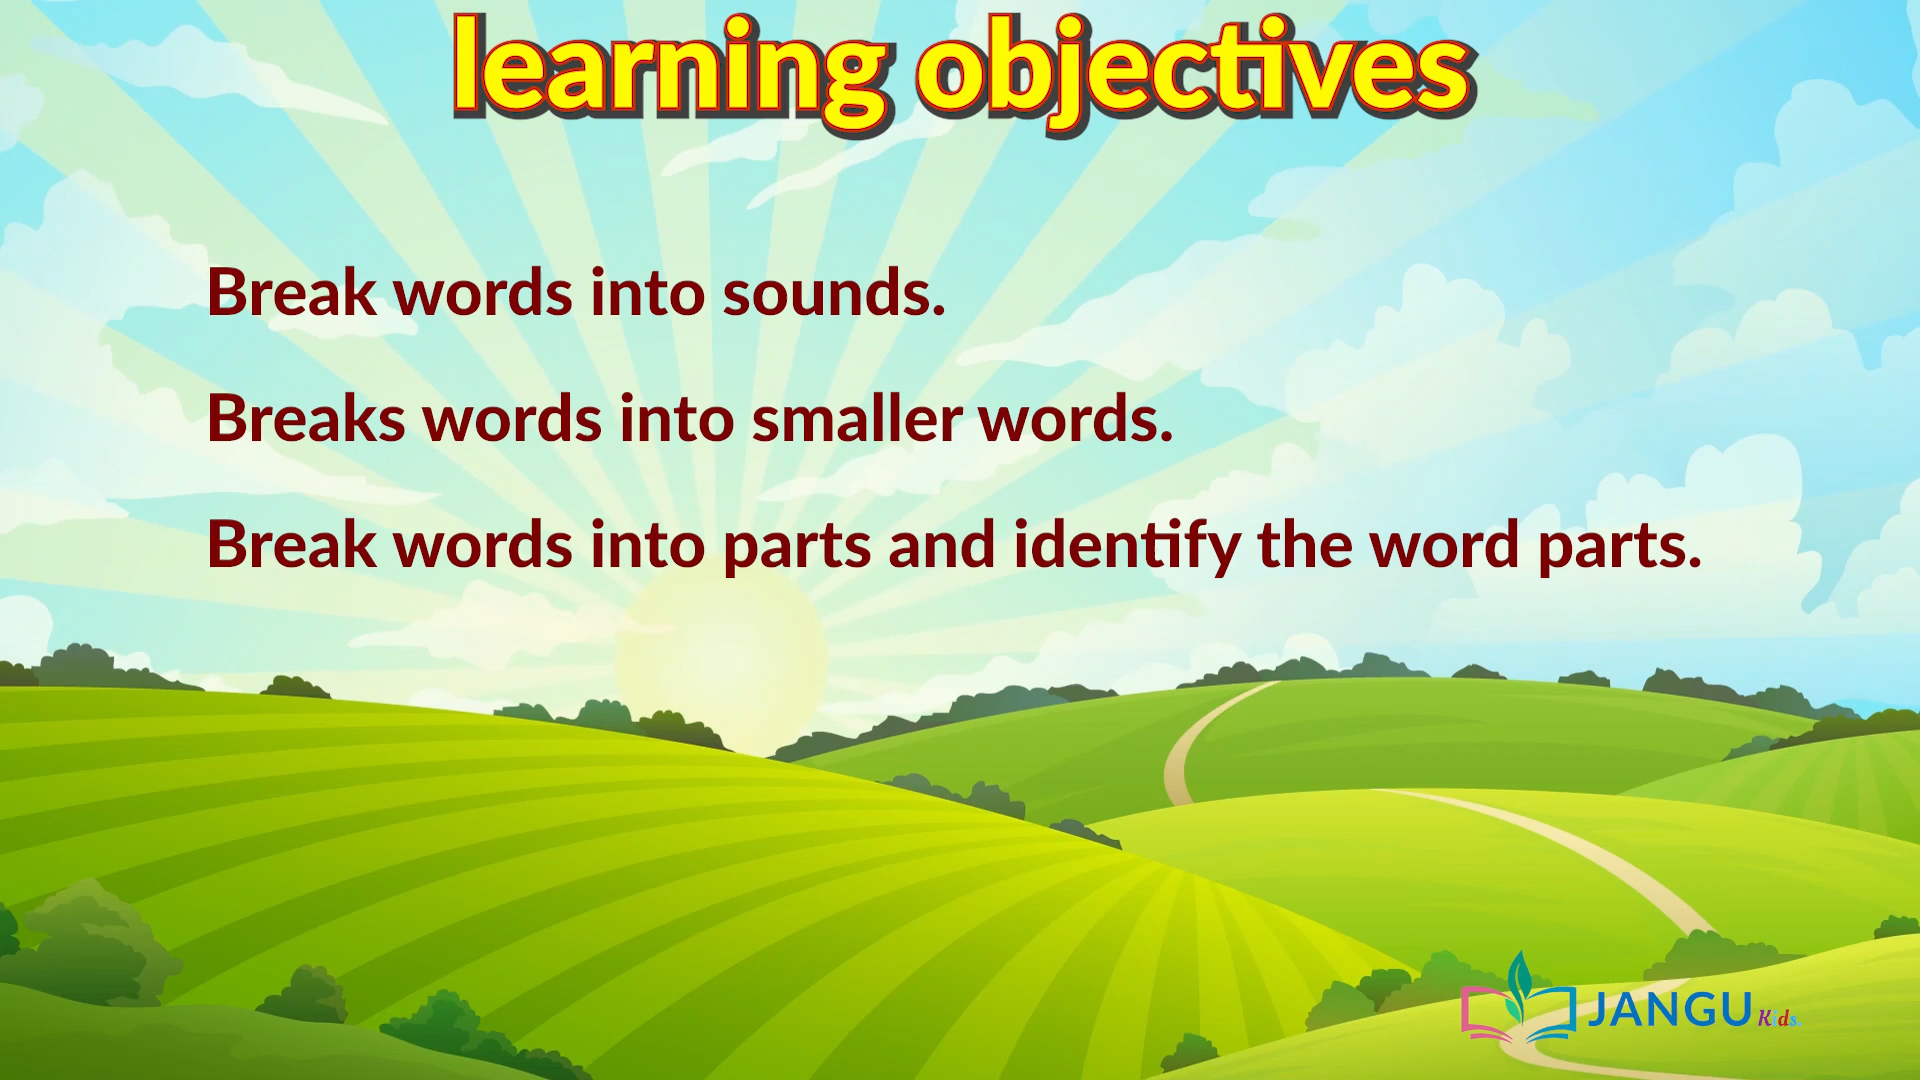 learning objectives
Break words into sounds.
Breaks words into smaller words.
Break words into parts and identify the word parts.
JANGU Kids.